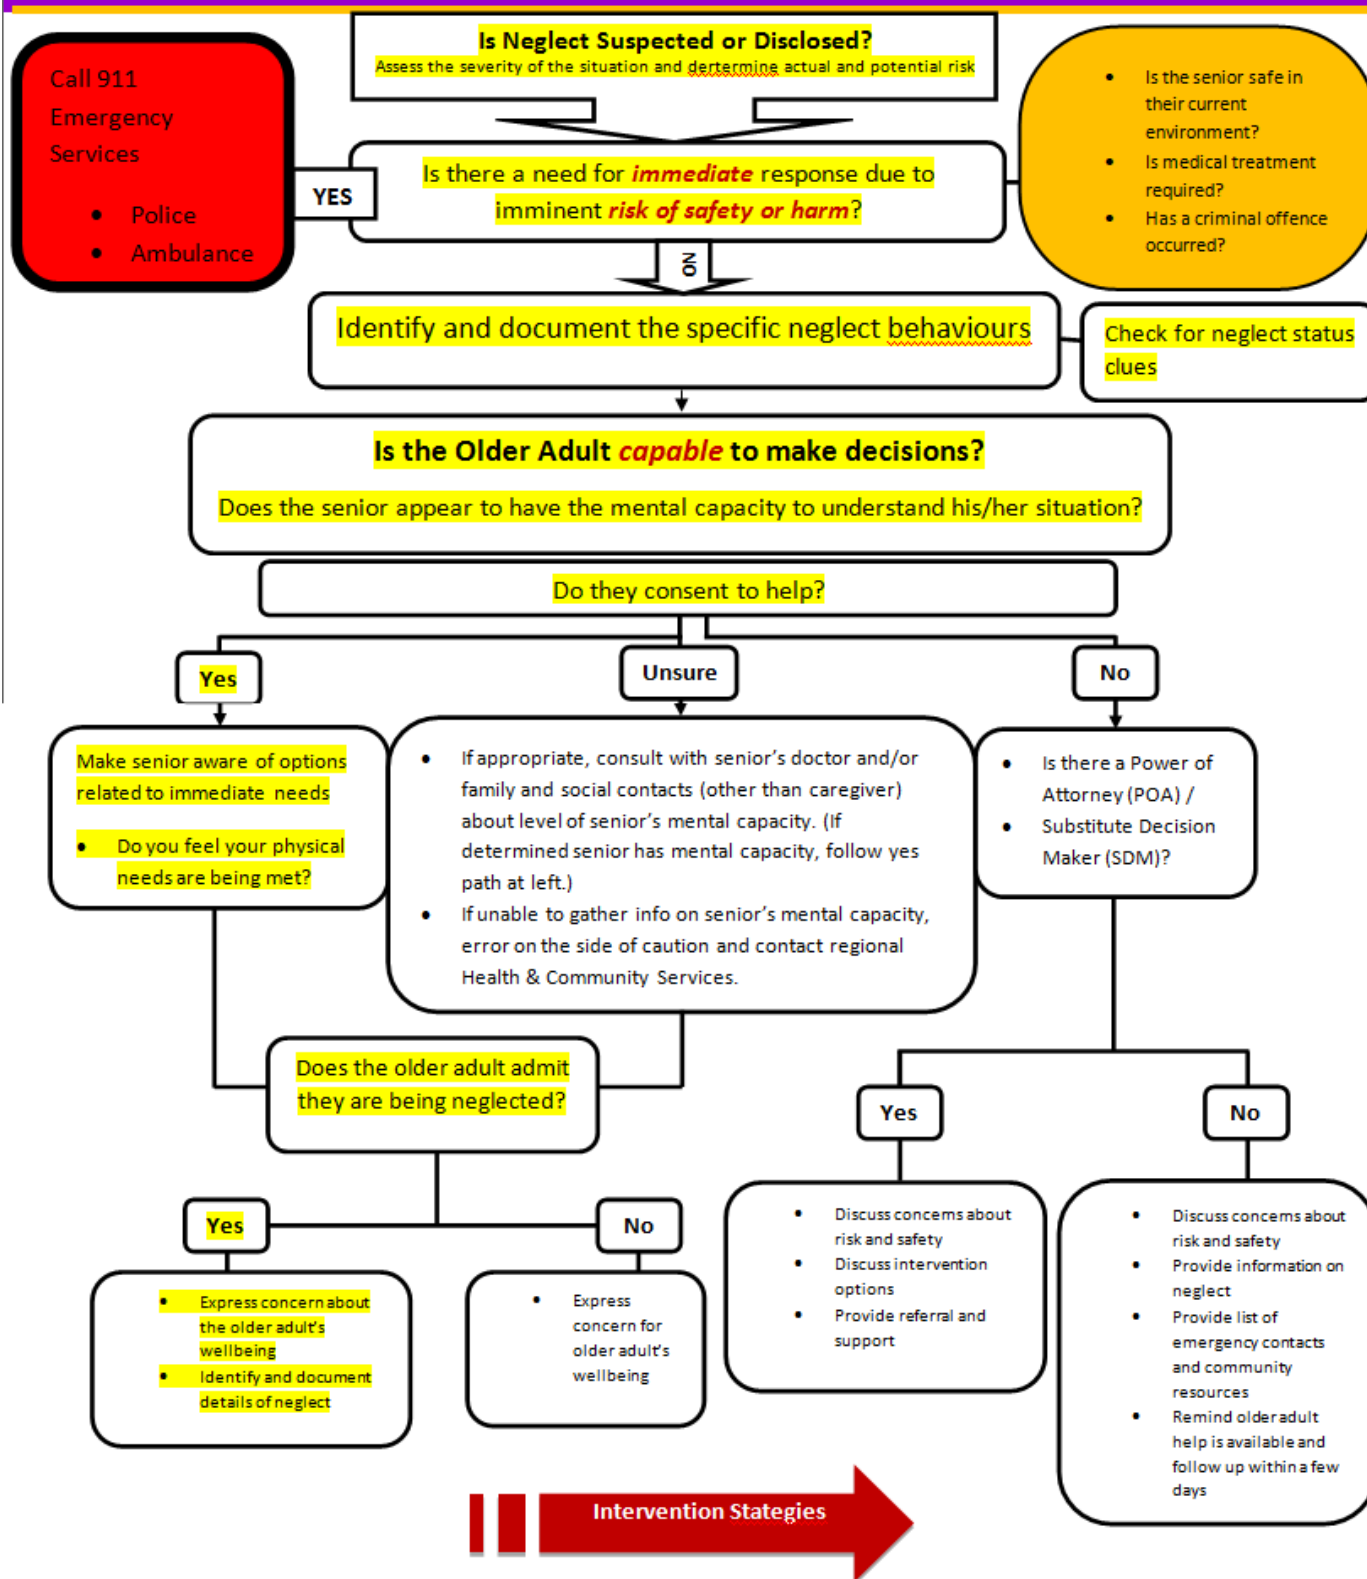 Is Neglect Suspected or Disclosed?
Assess the severity of the situation and dertermine actual and potential risk
Call 911
Emergency
Services
• Police
• Ambulance
YES
Is there a need for immediate response due to
imminent risk of safety or harm?
• Is the senior safe in
their current
environment?
• Is medical treatment
required?
• Has a criminal offence
occurred?
NO
Identify and document the specific neglect behaviours
Check for neglect status
clues
Is the Older Adult capable to make decisions?
Does the senior appear to have the mental capacity to understand his/her situation?
Do they consent to help?
Yes
Unsure
No
Make senior aware of options
related to immediate needs
• Do you feel your physical
needs are being met?
• If appropriate, consult with senior's doctor and/or
family and social contacts (other than caregiver)
about level of senior's mental capacity. (If
determined senior has mental capacity, follow yes
path at left.)
• If unable to gather info on senior's mental capacity,
error on the side of caution and contact regional
Health & Community Services.
• Is there a Power of
Attorney (POA) /
• Substitute Decision
Maker (SDM)?
Does the older adult admit
they are being neglected?
Yes
No
Yes
No
• Express concern about
the older adult's
wellbeing
• Identify and document
details of neglect
• Express
concern for
older adult's
wellbeing
• Discuss concerns about
risk and safety
• Discuss intervention
options
• Provide referral and
support
• Discuss concerns about
risk and safety
• Provide information on
neglect
• Provide list of
emergency contacts
and community
resources
• Remind older adult
help is available and
follow up within a few
days
Intervention Stategies